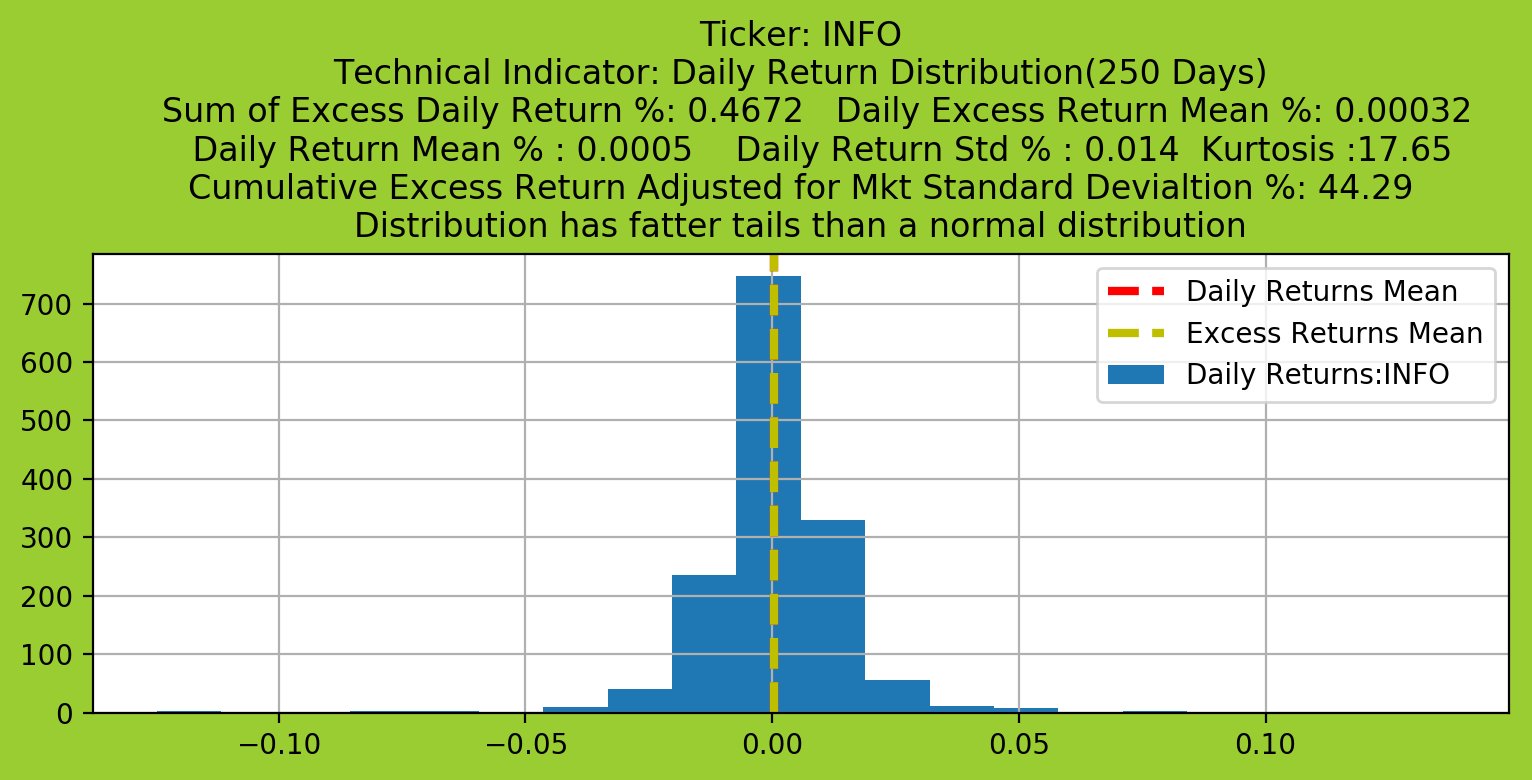 Ticker: INFO
Technical Indicator: Daily Return Distribution(250 Days)
Sum of Excess Daily Return %: 0.4672   Daily Excess Return Mean %: 0.00032
Daily Return Mean % : 0.0005    Daily Return Std % : 0.014  Kurtosis :17.65
Cumulative Excess Return Adjusted for Mkt Standard Devialtion %: 44.29
Distribution has fatter tails than a normal distribution
Daily Returns Mean
Excess Returns Mean
Daily Returns:INFO
700
600
500
400
300
200
100
0
−0.10
−0.05
0.00
0.05
0.10